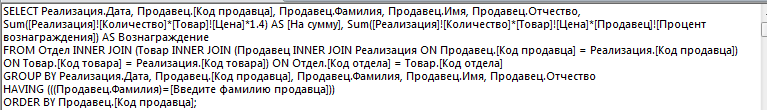 SELECT Реализация.Дата, Продавец.[Код продавца], Продавец.Фамилия, Продавец.Имя, Продавец.Отчество,
Sum([Реализация]![Количество]*[Товар]![Цена]*1.4) AS [На сумму], Sum([Реализация]![Количество]*[Товар]![Цена]*[Продавец]![Процент
вознаграждения]) AS Вознаграждение
FROM Отдел INNER JOIN (Товар INNER JOIN (Продавец INNER JOIN Реализация ON Продавец.[Код продавца] = Реализация.[Код продавца])
ON Товар.[Код товара] = Реализация.[Код товара]) ON Отдел.[Код отдела] = Товар.[Код отдела]
GROUP BY Реализация.Дата, Продавец.[Код продавца], Продавец.Фамилия, Продавец.Имя, Продавец.Отчество
HAVING (((Продавец.Фамилия)=[Введите фамилию продавца]))
ORDER BY Продавец.[Код продавца];